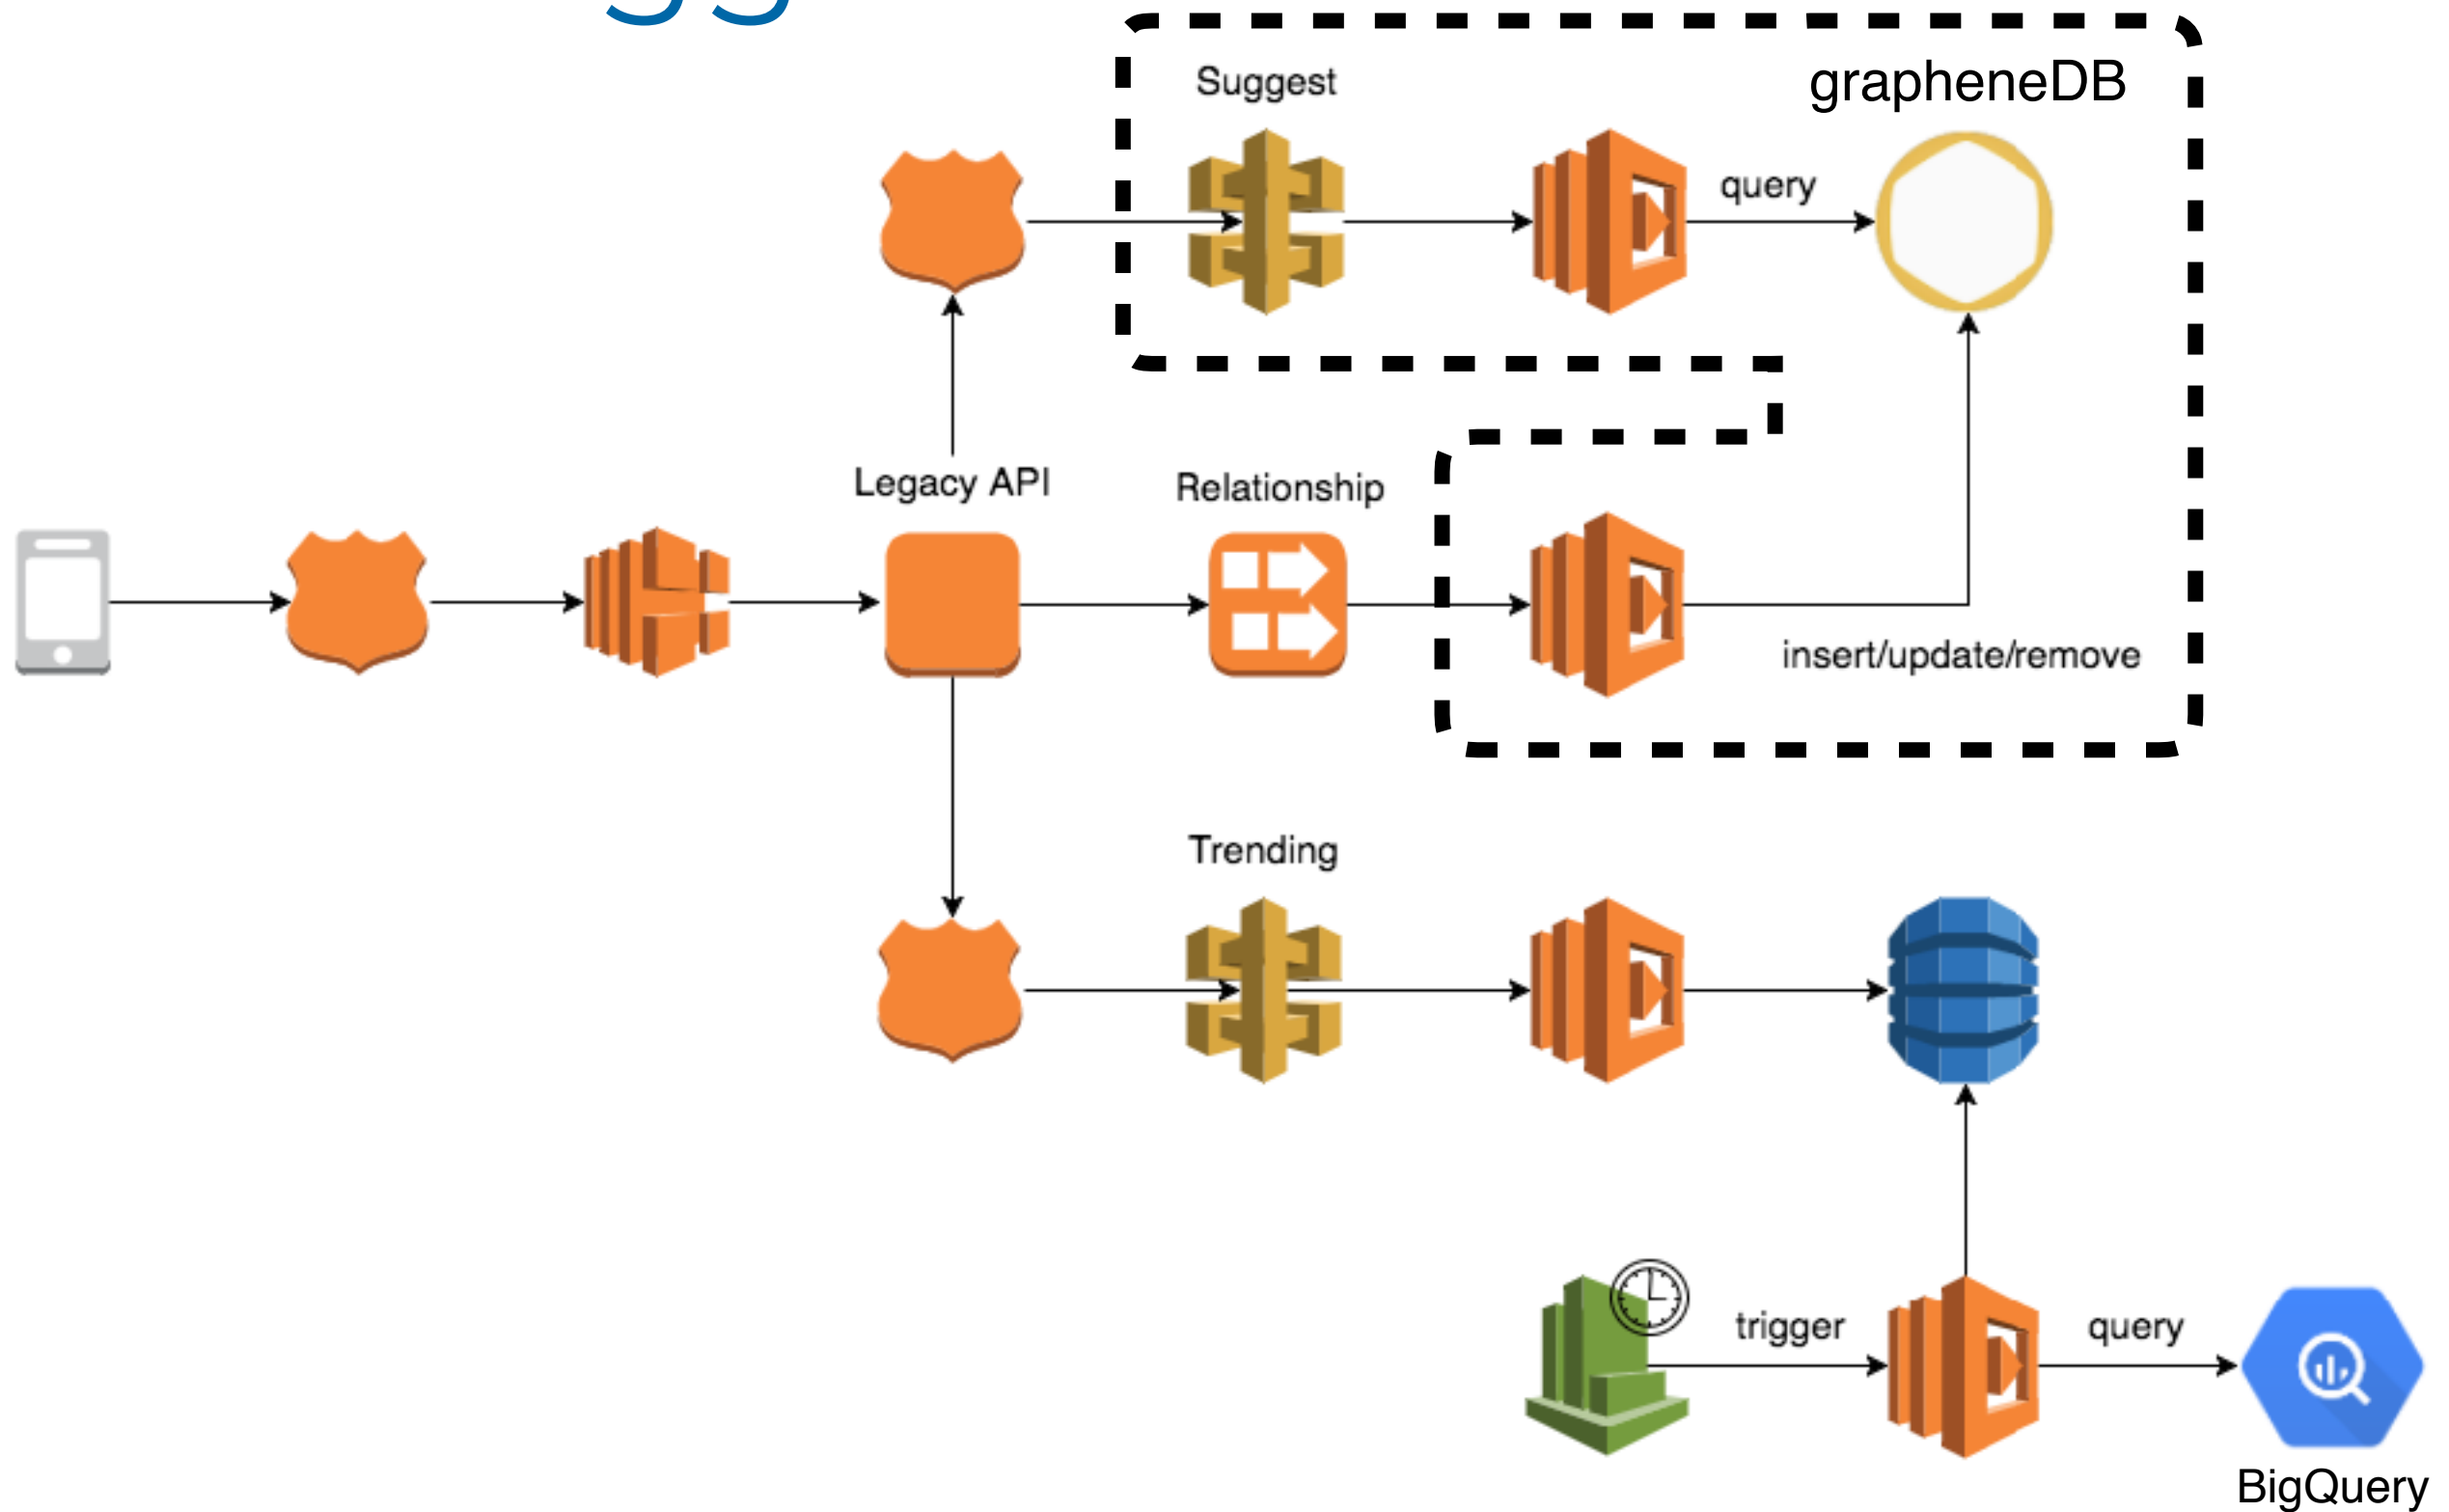 Suggest
grapheneDB
query
Legacy API
Relationship
insert/update/remove
Trending
trigger
query
BigQuery